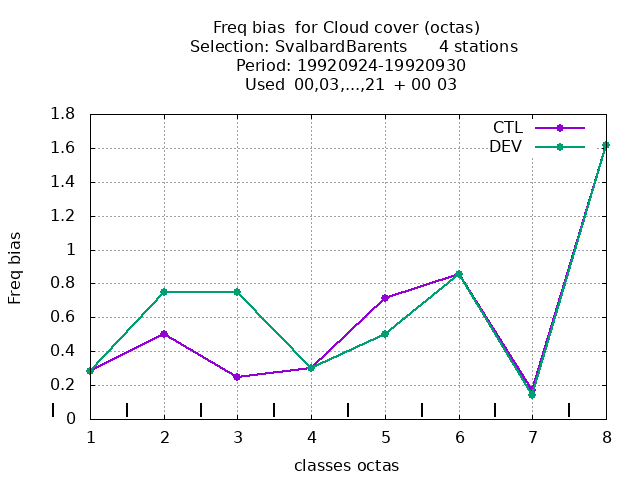 Freq bias  for Cloud cover (octas)
Selection: SvalbardBarents      4 stations
Period: 19920924-19920930
Used  00,03,...,21  + 00 03
CTL
DEV
1.8
1.6
1.4
1.2
1
0.8
0.6
0.4
0.2
0
Freq bias
1 2 3 4 5 6 7 8
classes octas